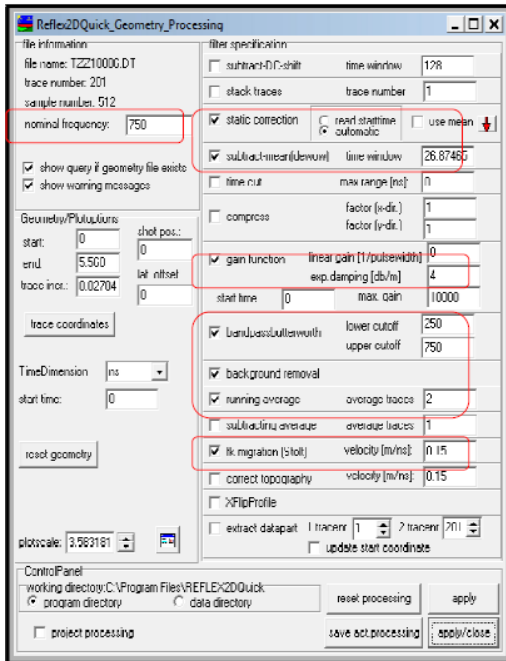 Reflex2DQuick_Geometry_Processing
file information
file name: TZZ10006.DT
trace number: 201
sample number: 512
nominal frequency: 750
show query if geometry file exists
show warning messages
Geometry/Plotoptions
start: 0
shot pos.: 0
end: 5.560
lat. offset 0
trace incr.: 0.02704
trace coordinates
TimeDimension ns
start time: 0
reset geometry
plotscale: 3.583181
filter specification
subtract-DC-shift time window 128
stack traces trace number 1
static correction read starttime automatic use mean
subtract-mean(dewow) time window 26.87465
time cut max range [ns]: 0
compress factor (x-dir.) 1
factor (y-dir.) 1
gain function linear gain [1/pulsewidth] 0
exp.damping [db/m] 4
start time 0 max. gain 10000
bandpassbutterworth lower cutoff 250
upper cutoff 750
background removal
running average average traces 2
subtracting average average traces 1
fk migration (Stolt) velocity [m/ns]: 0.15
correct topography velocity [m/ns]: 0.15
XFlipProfile
extract datapart 1.tracenr 1 2.tracenr 201
update start coordinate
ControlPanel
working directory:C:\Program Files\REFLEX2DQuick
program directory data directory
project processing
reset processing apply
save act.processing apply/close